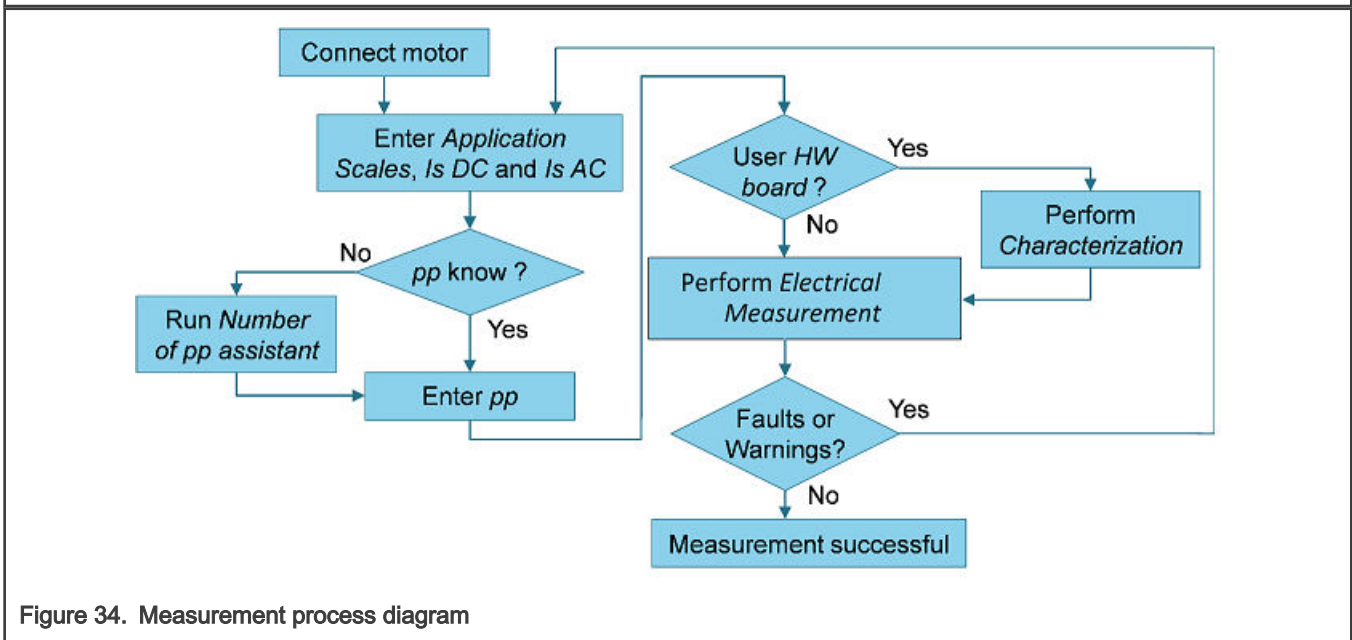 Connect motor
Enter Application
Scales, Is DC and Is AC
No
pp know ?
Yes
Run Number
of pp assistant
Enter pp
User HW
board ?
Yes
No
Perform
Characterization
Perform Electrical
Measurement
Faults or
Warnings?
Yes
No
Measurement successful
Figure 34. Measurement process diagram